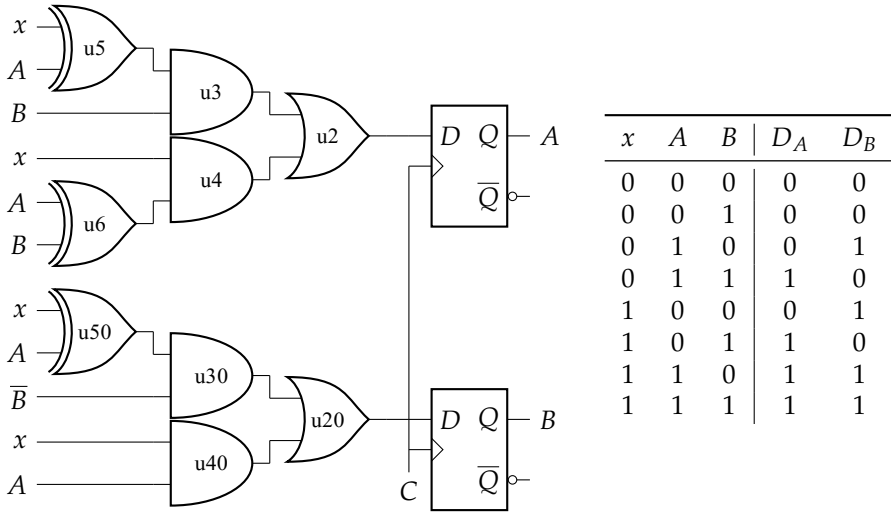 x
A
u5
B
u3
x
u4
A
B
u6
u2
D Q A
Q̅
x
A
u50
B̅
u30
x
A
u40
u20
D Q B
Q̅
C
x A B D_A D_B
0 0 0 0 0
0 0 1 0 0
0 1 0 0 1
0 1 1 1 0
1 0 0 0 1
1 0 1 1 0
1 1 0 1 1
1 1 1 1 1